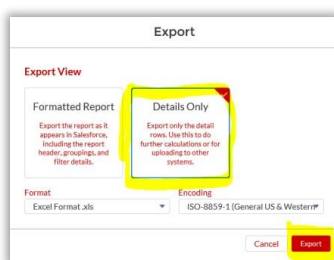 Export
Export View
Formatted Report
Export the report as it
appears in Salesforce,
including the report
header, groupings, and
filter details.
Details Only
Export only the detail
rows. Use this to do
further calculations or for
uploading to other
systems.
Format
Encoding
Excel Format .xls
ISO-8859-1 (General US & Western
Cancel
Export